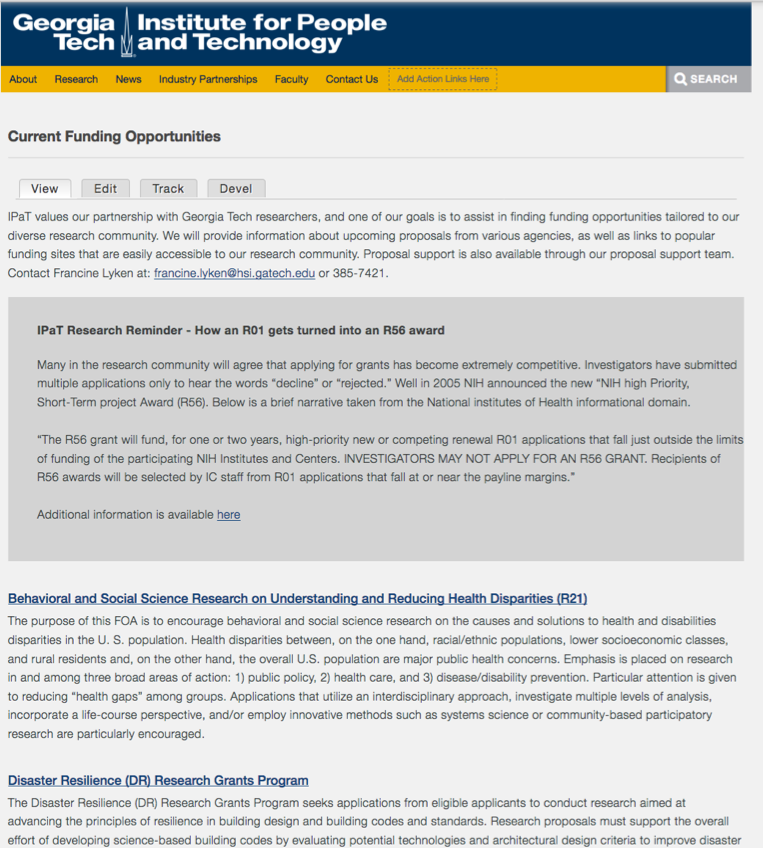 Georgia Tech Institute for People and Technology
About Research News Industry Partnerships Faculty Contact Us Add Action Links Here SEARCH
Current Funding Opportunities
View Edit Track Devel
IPaT values our partnership with Georgia Tech researchers, and one of our goals is to assist in finding funding opportunities tailored to our
diverse research community. We will provide information about upcoming proposals from various agencies, as well as links to popular
funding sites that are easily accessible to our research community. Proposal support is also available through our proposal support team.
Contact Francine Lyken at: francine.lyken@hsi.gatech.edu or 385-7421.
IPaT Research Reminder - How an R01 gets turned into an R56 award
Many in the research community will agree that applying for grants has become extremely competitive. Investigators have submitted
multiple applications only to hear the words “decline” or “rejected.” Well in 2005 NIH announced the new “NIH high Priority,
Short-Term project Award (R56). Below is a brief narrative taken from the National institutes of Health informational domain.
“The R56 grant will fund, for one or two years, high-priority new or competing renewal R01 applications that fall just outside the limits
of funding of the participating NIH Institutes and Centers. INVESTIGATORS MAY NOT APPLY FOR AN R56 GRANT. Recipients of
R56 awards will be selected by IC staff from R01 applications that fall at or near the payline margins.”
Additional information is available here
Behavioral and Social Science Research on Understanding and Reducing Health Disparities (R21)
The purpose of this FOA is to encourage behavioral and social science research on the causes and solutions to health and disabilities
disparities in the U. S. population. Health disparities between, on the one hand, racial/ethnic populations, lower socioeconomic classes,
and rural residents and, on the other hand, the overall U.S. population are major public health concerns. Emphasis is placed on research
in and among three broad areas of action: 1) public policy, 2) health care, and 3) disease/disability prevention. Particular attention is given
to reducing “health gaps” among groups. Applications that utilize an interdisciplinary approach, investigate multiple levels of analysis,
incorporate a life-course perspective, and/or employ innovative methods such as systems science or community-based participatory
research are particularly encouraged.
Disaster Resilience (DR) Research Grants Program
The Disaster Resilience (DR) Research Grants Program seeks applications from eligible applicants to conduct research aimed at
advancing the principles of resilience in building design and building codes and standards. Research proposals must support the overall
effort of developing science-based building codes by evaluating potential technologies and architectural design criteria to improve disaster